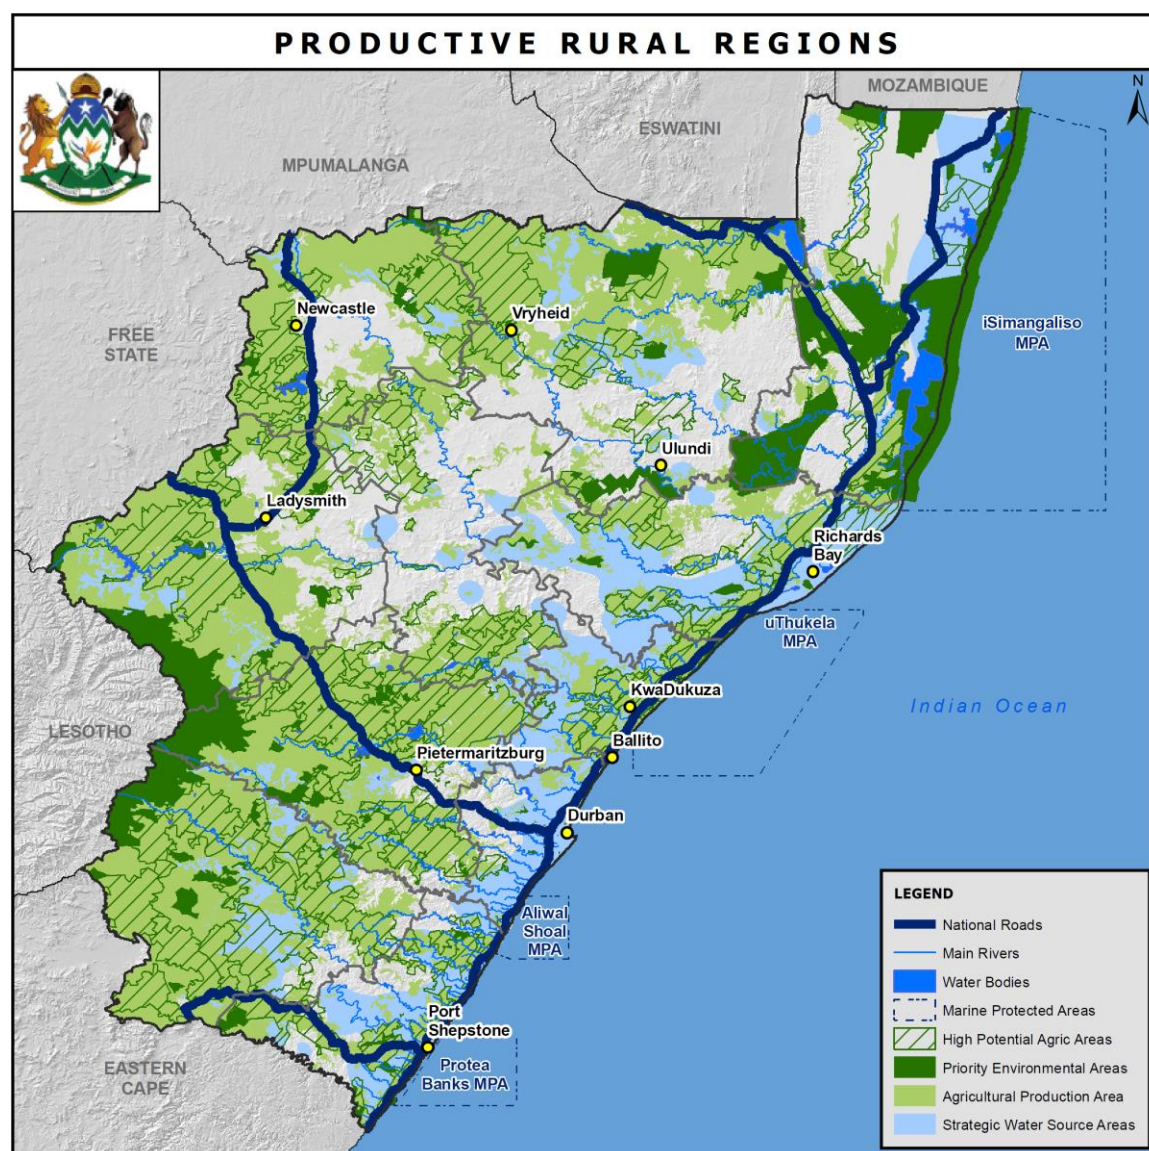 PRODUCTIVE RURAL REGIONS
MOZAMBIQUE
N
ESWATINI
MPUMALANGA
Newcastle
Vryheid
FREE
STATE
iSimangaliso
MPA
Ulundi
Ladysmith
Richards
Bay
uThukela
MPA
KwaDukuza
Indian Ocean
LESOTHO
Ballito
Pietermaritzburg
Durban
Aliwal
Shoal
MPA
Port
Shepstone
Protea
Banks MPA
EASTERN
CAPE
LEGEND
National Roads
Main Rivers
Water Bodies
Marine Protected Areas
High Potential Agric Areas
Priority Environmental Areas
Agricultural Production Area
Strategic Water Source Areas